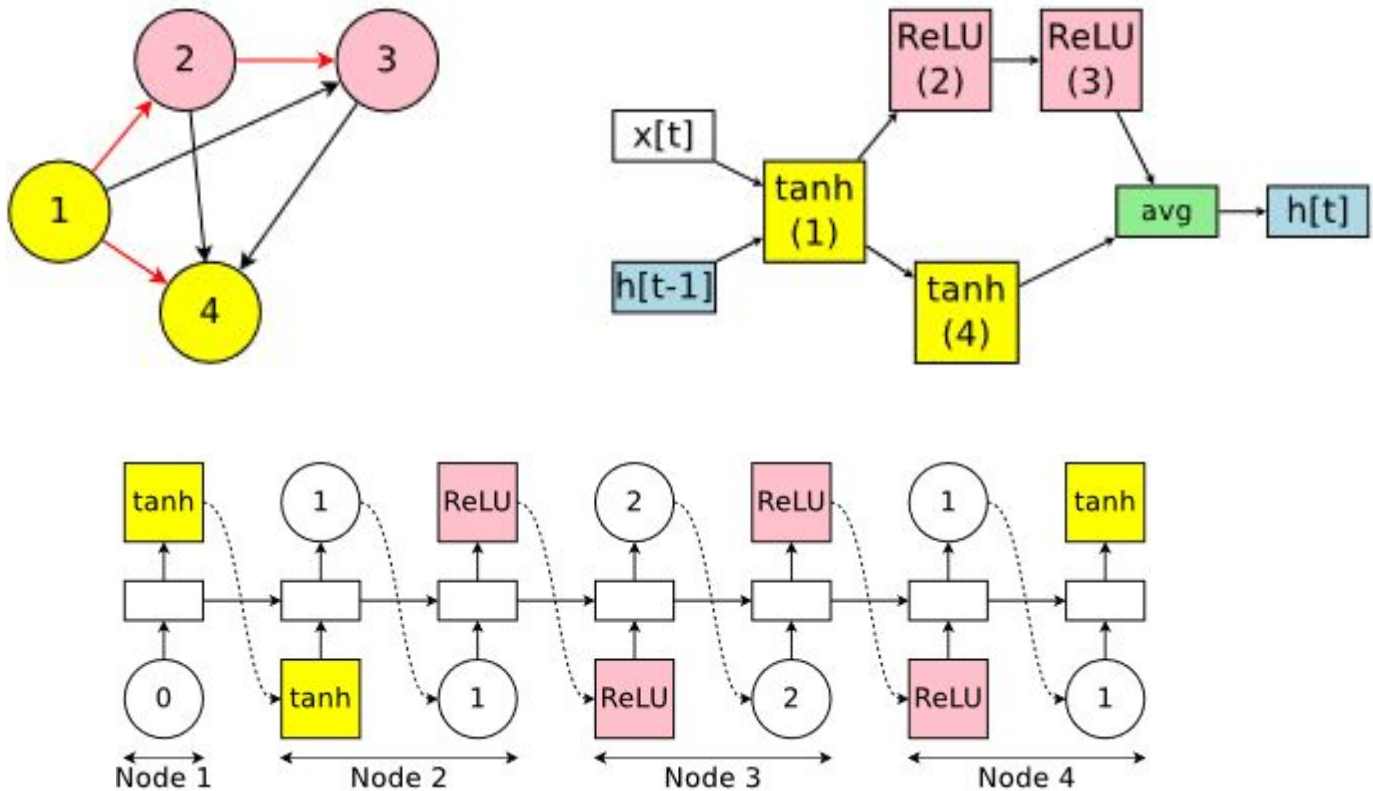 2
3
1
4
ReLU
(2)
ReLU
(3)
x[t]
tanh
(1)
avg
h[t]
h[t-1]
tanh
(4)
tanh
1
ReLU
2
ReLU
1
tanh
0
tanh
1
ReLU
2
ReLU
1
Node 1
Node 2
Node 3
Node 4